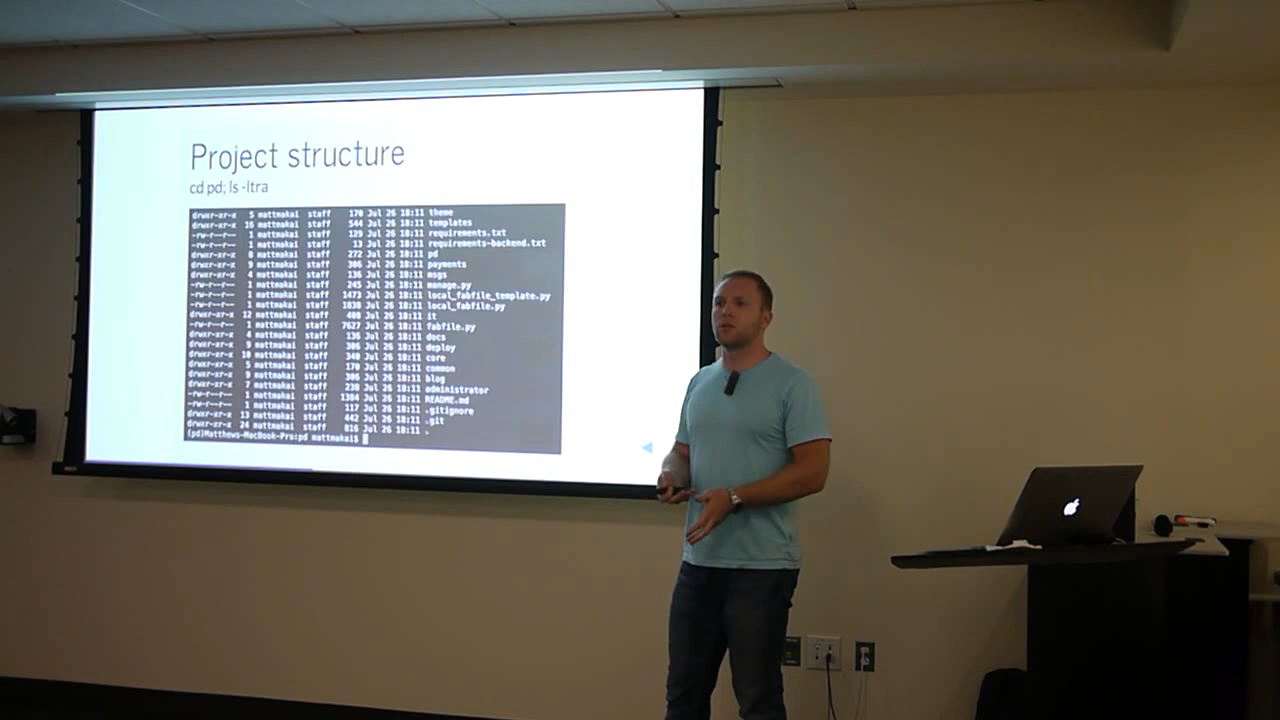 Project structure
cd pd; ls -ltra
drwxr-xr-x 5 mattmakai staff 170 Jul 26 18:11 theme
drwxr-xr-x 16 mattmakai staff 544 Jul 26 18:11 templates
-rw-r--r-- 1 mattmakai staff 129 Jul 26 18:11 requirements.txt
-rw-r--r-- 1 mattmakai staff 13 Jul 26 18:11 requirements-backend.txt
drwxr-xr-x 8 mattmakai staff 272 Jul 26 18:11 pd
drwxr-xr-x 9 mattmakai staff 306 Jul 26 18:11 payments
drwxr-xr-x 4 mattmakai staff 136 Jul 26 18:11 msgs
-rw-r--r-- 1 mattmakai staff 245 Jul 26 18:11 manage.py
-rw-r--r-- 1 mattmakai staff 1473 Jul 26 18:11 local_fabfile_template.py
-rw-r--r-- 1 mattmakai staff 1838 Jul 26 18:11 local_fabfile.py
drwxr-xr-x 12 mattmakai staff 408 Jul 26 18:11 it
-rw-r--r-- 1 mattmakai staff 7627 Jul 26 18:11 fabfile.py
drwxr-xr-x 4 mattmakai staff 136 Jul 26 18:11 docs
drwxr-xr-x 9 mattmakai staff 306 Jul 26 18:11 deploy
drwxr-xr-x 10 mattmakai staff 340 Jul 26 18:11 core
drwxr-xr-x 5 mattmakai staff 170 Jul 26 18:11 common
drwxr-xr-x 9 mattmakai staff 306 Jul 26 18:11 blog
drwxr-xr-x 7 mattmakai staff 238 Jul 26 18:11 administrator
-rw-r--r-- 1 mattmakai staff 1384 Jul 26 18:11 README.md
-rw-r--r-- 1 mattmakai staff 117 Jul 26 18:11 .gitignore
drwxr-xr-x 13 mattmakai staff 442 Jul 26 18:11 .git
drwxr-xr-x 24 mattmakai staff 816 Jul 26 18:11 .
(pd)Matthews-MacBook-Pro:pd mattmakai$